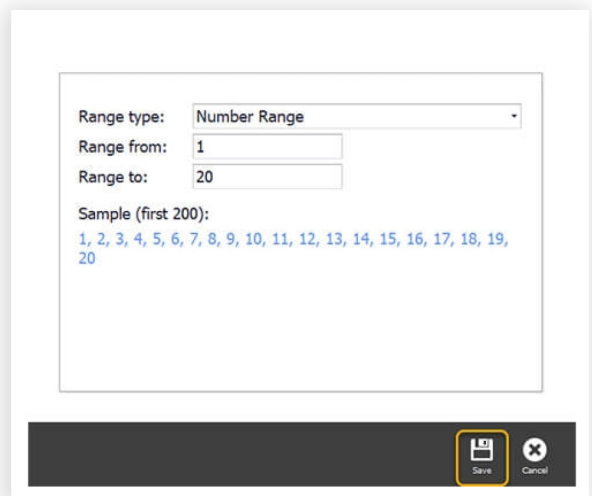 Range type: Number Range
Range from: 1
Range to: 20
Sample (first 200):
1, 2, 3, 4, 5, 6, 7, 8, 9, 10, 11, 12, 13, 14, 15, 16, 17, 18, 19,
20
Save Cancel